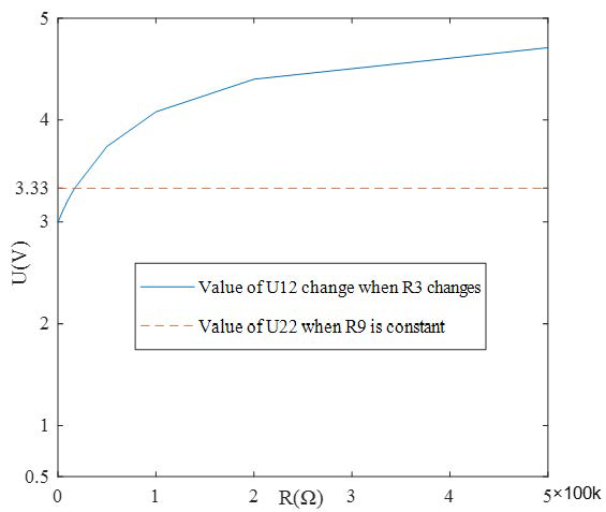 5
4
3.33
3
2
1
0.5
U(V)
Value of U12 change when R3 changes
Value of U22 when R9 is constant
0 1 2 3 4 5×100k
R(Ω)